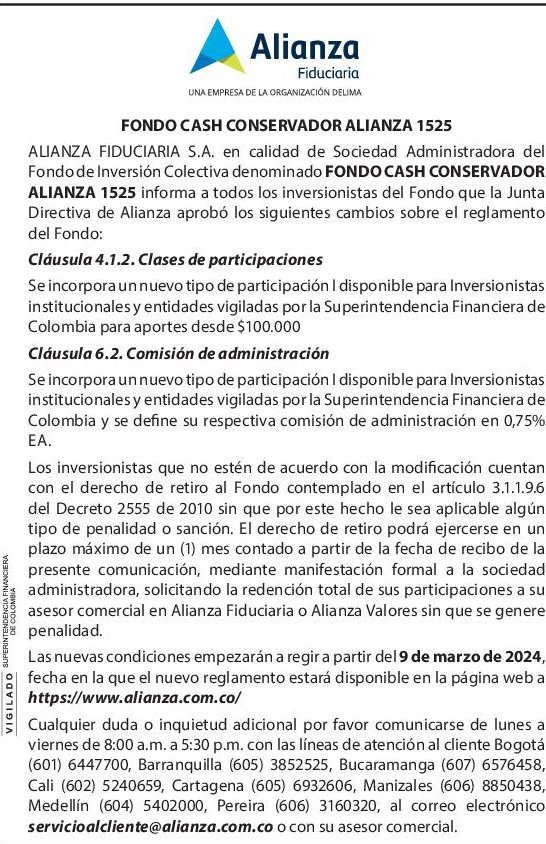 Alianza
Fiduciaria
UNA EMPRESA DE LA ORGANIZACIÓN DELIMA
FONDO CASH CONSERVADOR ALIANZA 1525
ALIANZA FIDUCIARIA S.A. en calidad de Sociedad Administradora del
Fondo de Inversión Colectiva denominado FONDO CASH CONSERVADOR
ALIANZA 1525 informa a todos los inversionistas del Fondo que la Junta
Directiva de Alianza aprobó los siguientes cambios sobre el reglamento
del Fondo:
Cláusula 4.1.2. Clases de participaciones
Se incorpora un nuevo tipo de participación I disponible para Inversionistas
institucionales y entidades vigiladas por la Superintendencia Financiera de
Colombia para aportes desde $100.000
Cláusula 6.2. Comisión de administración
Se incorpora un nuevo tipo de participación I disponible para Inversionistas
institucionales y entidades vigiladas por la Superintendencia Financiera de
Colombia y se define su respectiva comisión de administración en 0,75%
EA.
Los inversionistas que no estén de acuerdo con la modificación cuentan
con el derecho de retiro al Fondo contemplado en el artículo 3.1.1.9.6
del Decreto 2555 de 2010 sin que por este hecho le sea aplicable algún
tipo de penalidad o sanción. El derecho de retiro podrá ejercerse en un
plazo máximo de un (1) mes contado a partir de la fecha de recibo de la
presente comunicación, mediante manifestación formal a la sociedad
administradora, solicitando la redención total de sus participaciones a su
asesor comercial en Alianza Fiduciaria o Alianza Valores sin que se genere
penalidad.
Las nuevas condiciones empezarán a regir a partir del 9 de marzo de 2024,
fecha en la que el nuevo reglamento estará disponible en la página web a
https://www.alianza.com.co/
Cualquier duda o inquietud adicional por favor comunicarse de lunes a
viernes de 8:00 a.m. a 5:30 p.m. con las líneas de atención al cliente Bogotá
(601) 6447700, Barranquilla (605) 3852525, Bucaramanga (607) 6576458,
Cali (602) 5240659, Cartagena (605) 6932606, Manizales (606) 8850438,
Medellín (604) 5402000, Pereira (606) 3160320, al correo electrónico
servicioalcliente@alianza.com.co o con su asesor comercial.
VIGILADO
SUPERINTENDENCIA FINANCIERA
DE COLOMBIA